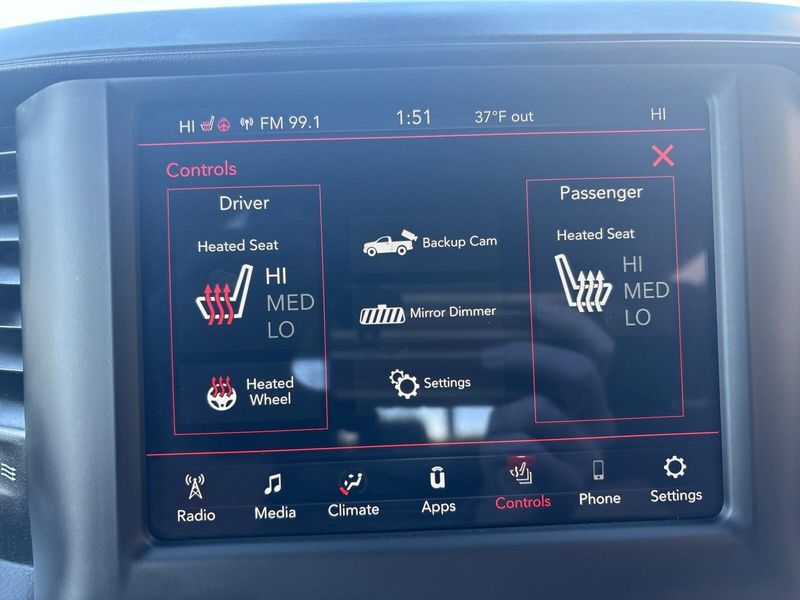 HI FM 99.1 1:51 37°F out HI
Controls
Driver
Heated Seat
HI
MED
LO
Heated
Wheel
Backup Cam
Mirror Dimmer
Settings
Passenger
Heated Seat
HI
MED
LO
Radio Media Climate Apps Controls Phone Settings